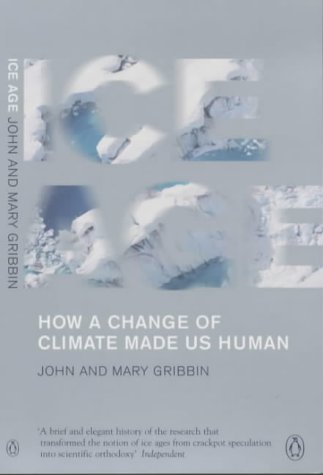 ICE AGE JOHN AND MARY GRIBBIN
ICE
AGE
HOW A CHANGE OF
CLIMATE MADE US HUMAN
JOHN AND MARY GRIBBIN
'A brief and elegant history of the research that
transformed the notion of ice ages from crackpot speculation
into scientific orthodoxy' Independent